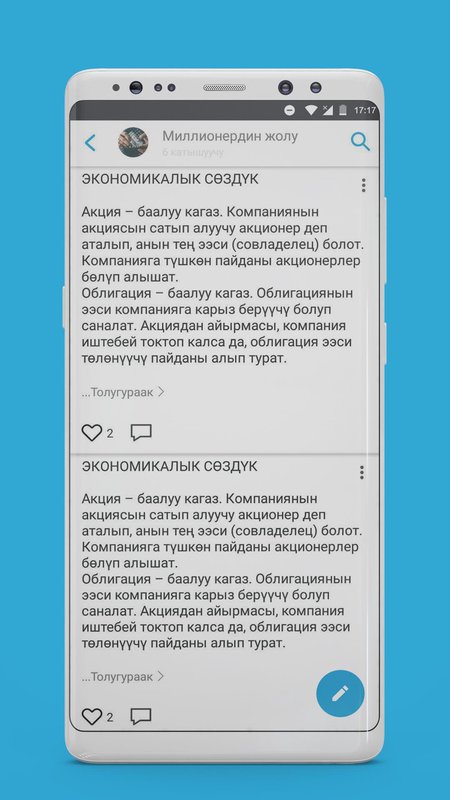 17:17
Миллионердин жолу
6 катышуучу
ЭКОНОМИКАЛЫК СӨЗДҮК
Акция – баалуу кагаз. Компаниянын
акциясын сатып алуучу акционер деп
аталып, анын тең ээси (совладелец) болот.
Компанияга түшкөн пайданы акционерлер
бөлүп алышат.
Облигация – баалуу кагаз. Облигациянын
ээси компанияга карыз берүүчү болуп
саналат. Акциядан айырмасы, компания
иштебей токтоп калса да, облигация ээси
төлөнүүчү пайданы алып турат.
...Толугураак
2
ЭКОНОМИКАЛЫК СӨЗДҮК
Акция – баалуу кагаз. Компаниянын
акциясын сатып алуучу акционер деп
аталып, анын тең ээси (совладелец) болот.
Компанияга түшкөн пайданы акционерлер
бөлүп алышат.
Облигация – баалуу кагаз. Облигациянын
ээси компанияга карыз берүүчү болуп
саналат. Акциядан айырмасы, компания
иштебей токтоп калса да, облигация ээси
төлөнүүчү пайданы алып турат.
...Толугураак
2